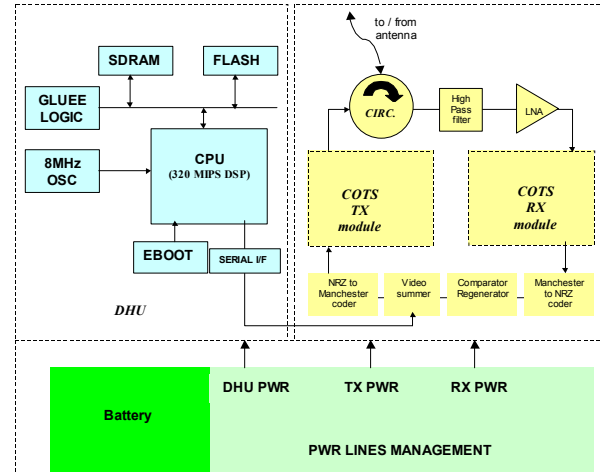 to / from
antenna
SDRAM
FLASH
GLUEE
LOGIC
CIRC.
High
Pass
filter
LNA
8MHz
OSC
CPU
(320 MIPS DSP)
COTS
TX
module
COTS
RX
module
EBOOT
SERIAL I/F
NRZ to
Manchester
coder
Video
summer
Comparator
Regenerator
Manchester
to NRZ
coder
DHU
DHU PWR
TX PWR
RX PWR
Battery
PWR LINES MANAGEMENT